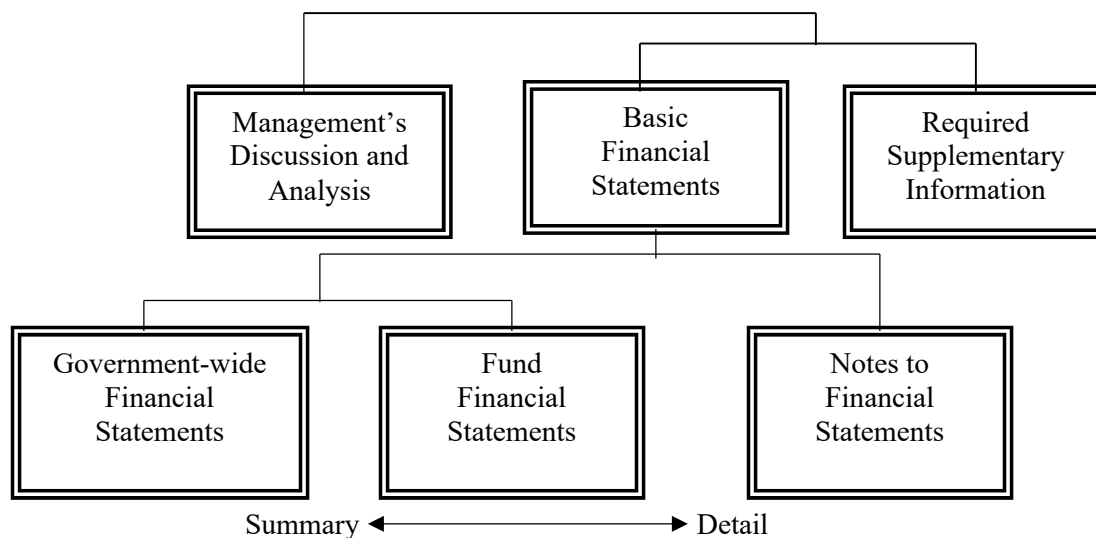 Management’s
Discussion and
Analysis
Basic
Financial
Statements
Required
Supplementary
Information
Government-wide
Financial
Statements
Fund
Financial
Statements
Notes to
Financial
Statements
Summary
Detail